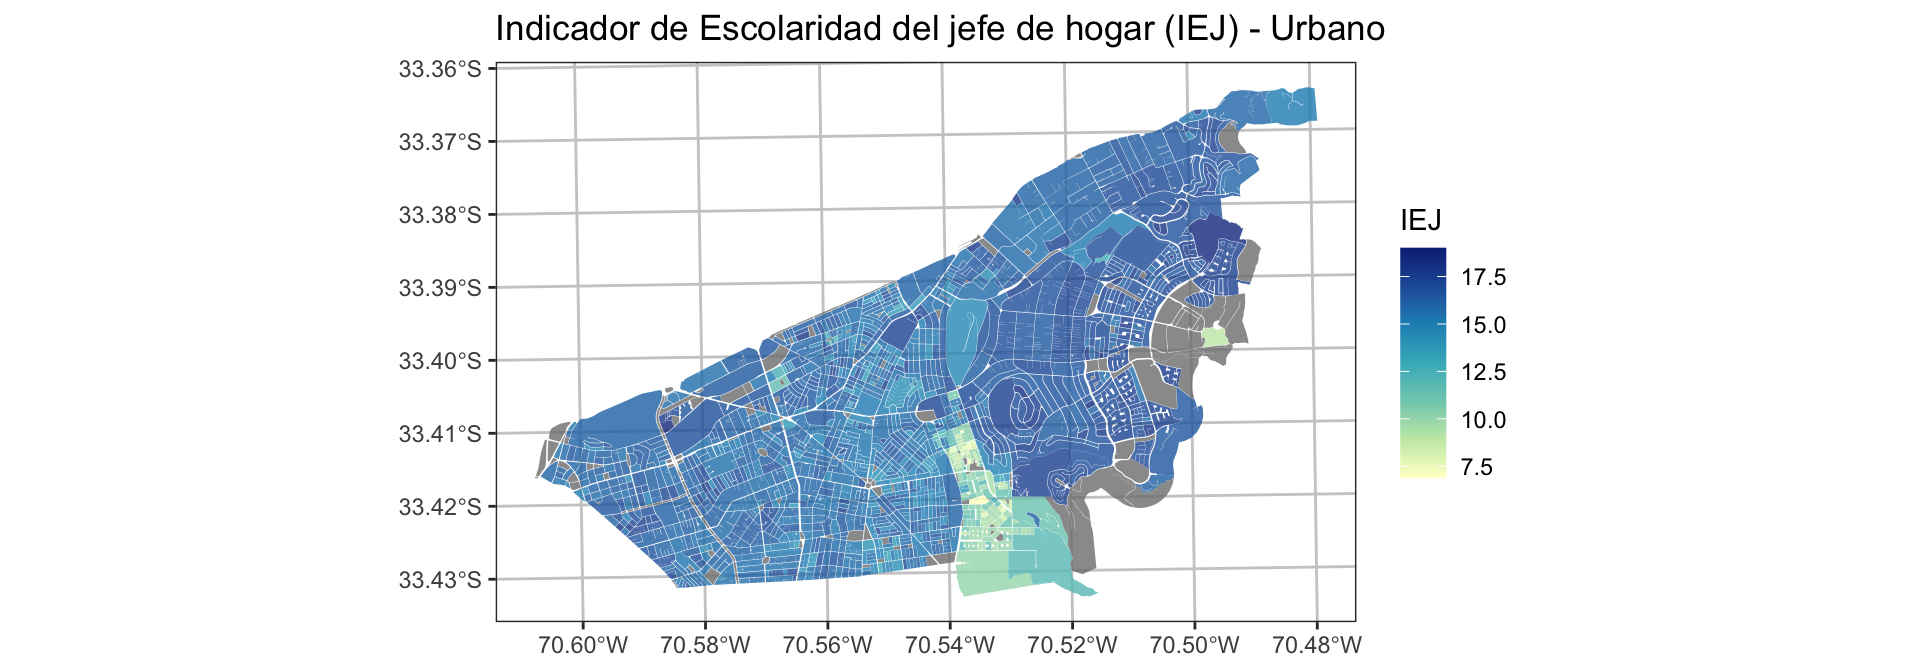 Indicador de Escolaridad del jefe de hogar (IEJ) - Urbano
33.36°S
33.37°S
33.38°S
33.39°S
33.40°S
33.41°S
33.42°S
33.43°S
70.60°W 70.58°W 70.56°W 70.54°W 70.52°W 70.50°W 70.48°W
IEJ
17.5
15.0
12.5
10.0
7.5